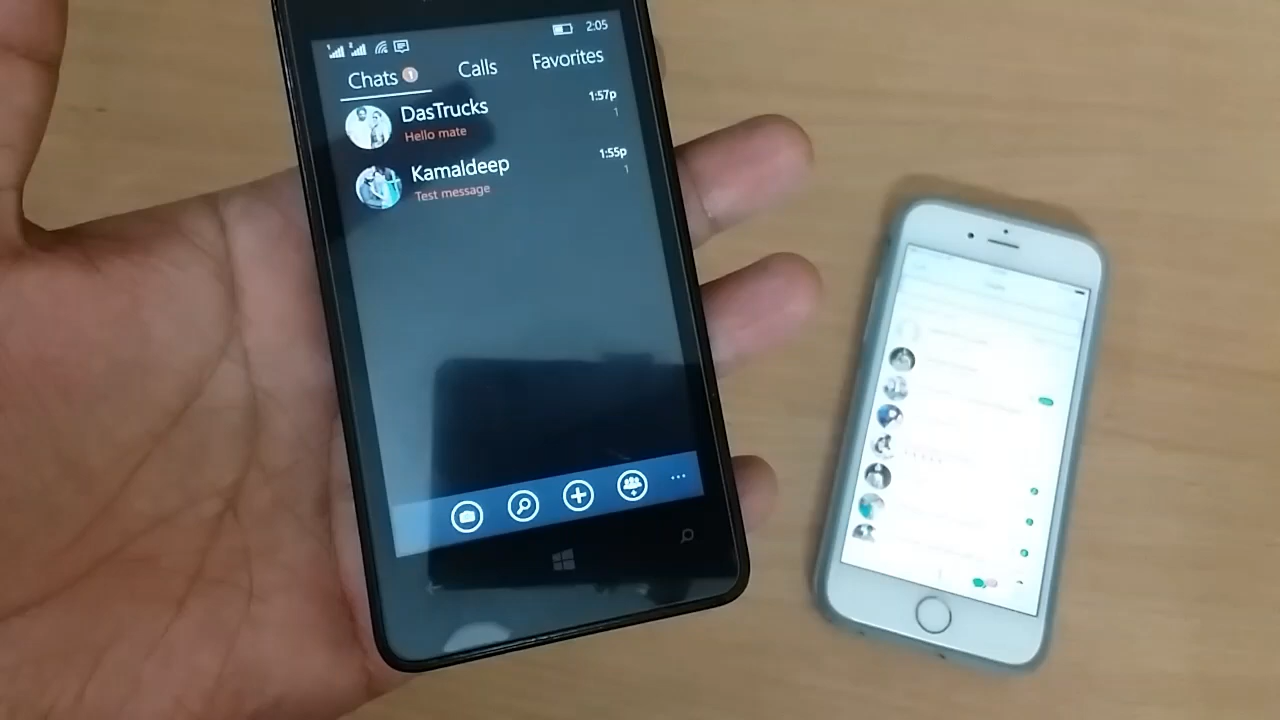 2:05
Chats 1 Calls Favorites
DasTrucks 1:57p
Hello mate 1
Kamaldeep 1:55p
Test message 1